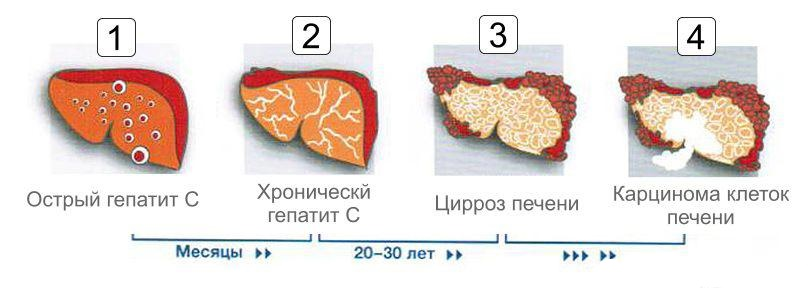 1
2
3
4
Острый гепатит С
Хроническй
гепатит С
Цирроз печени
Карцинома клеток
печени
Месяцы
20–30 лет